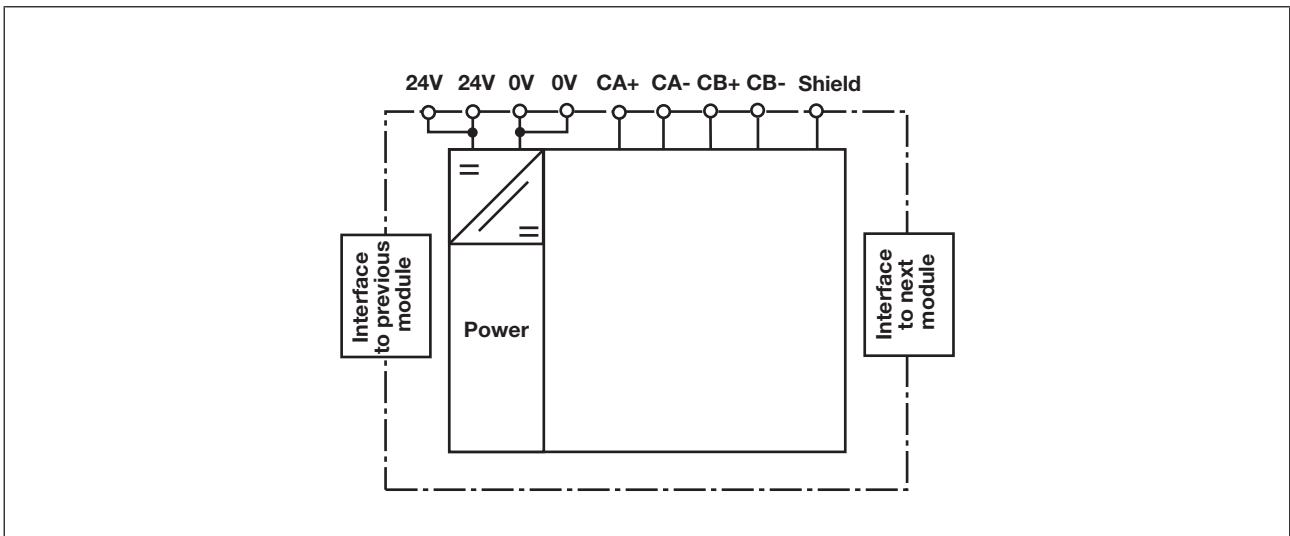 24V 24V 0V 0V CA+ CA- CB+ CB- Shield
Interface
to previous
module
Power
Interface
to next
module